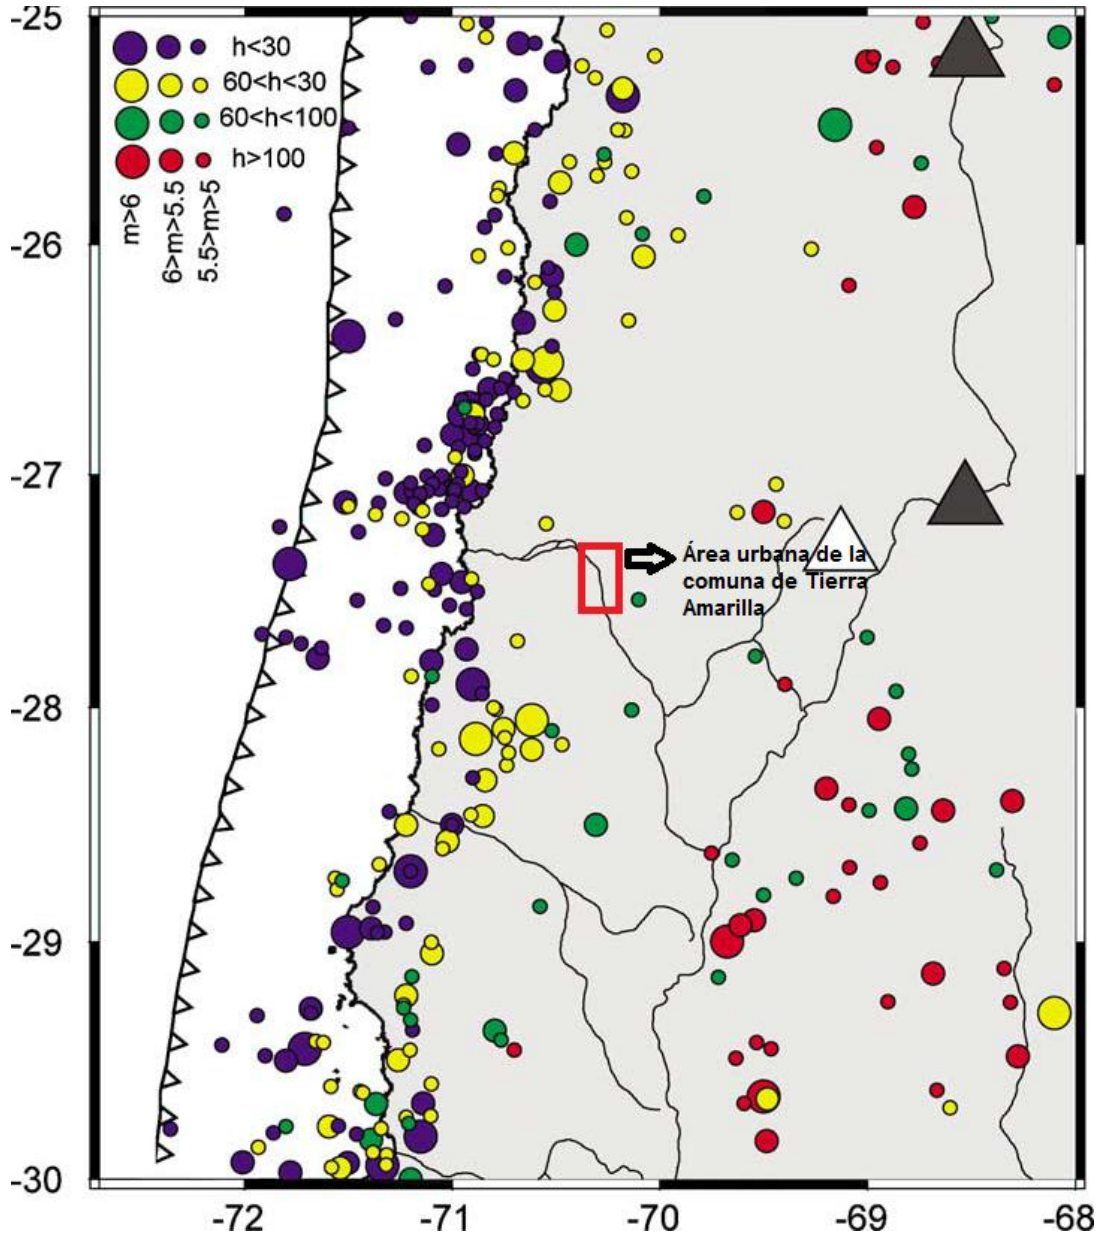 -25
h<30
60<h<30
60<h<100
h>100
m>6
6>m>5.5
5.5>m>5
-26
-27
Área urbana de la
comuna de Tierra
Amarilla
-28
-29
-30
-72
-71
-70
-69
-68